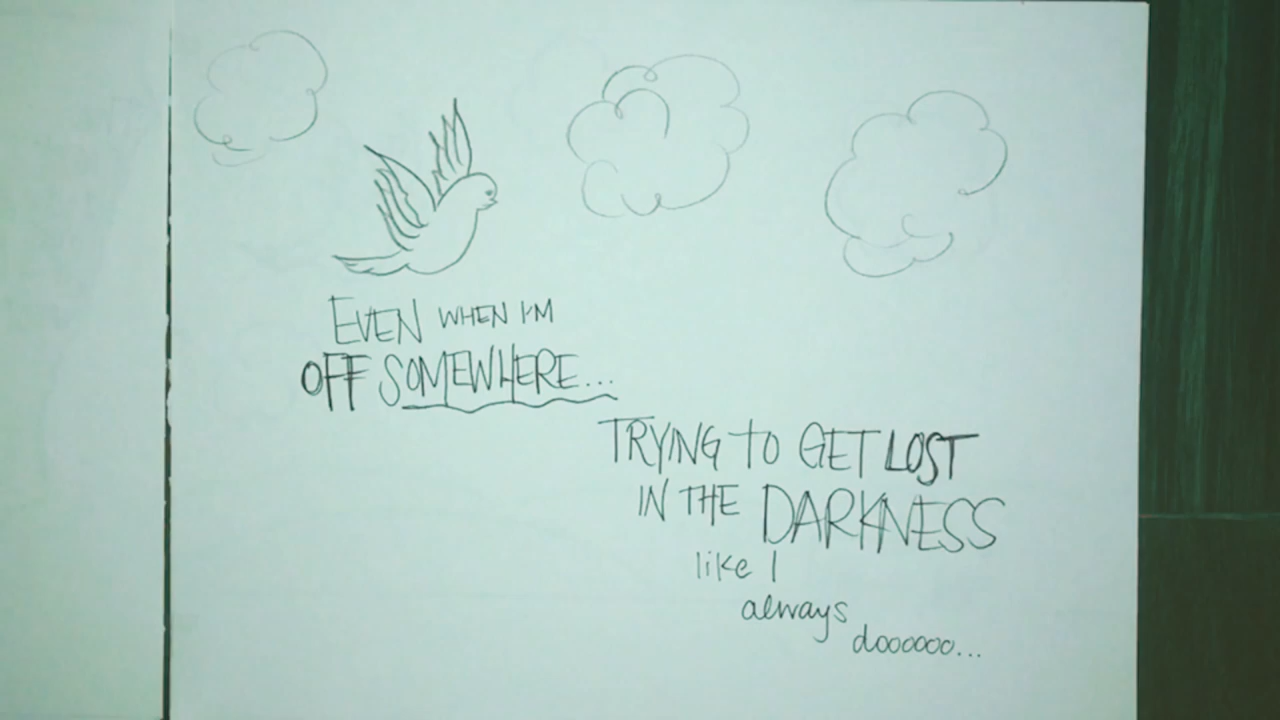 EVEN WHEN I'M
OFF SOMEWHERE...
TRYING TO GET LOST
IN THE DARKNESS
like I
always
doooooo...